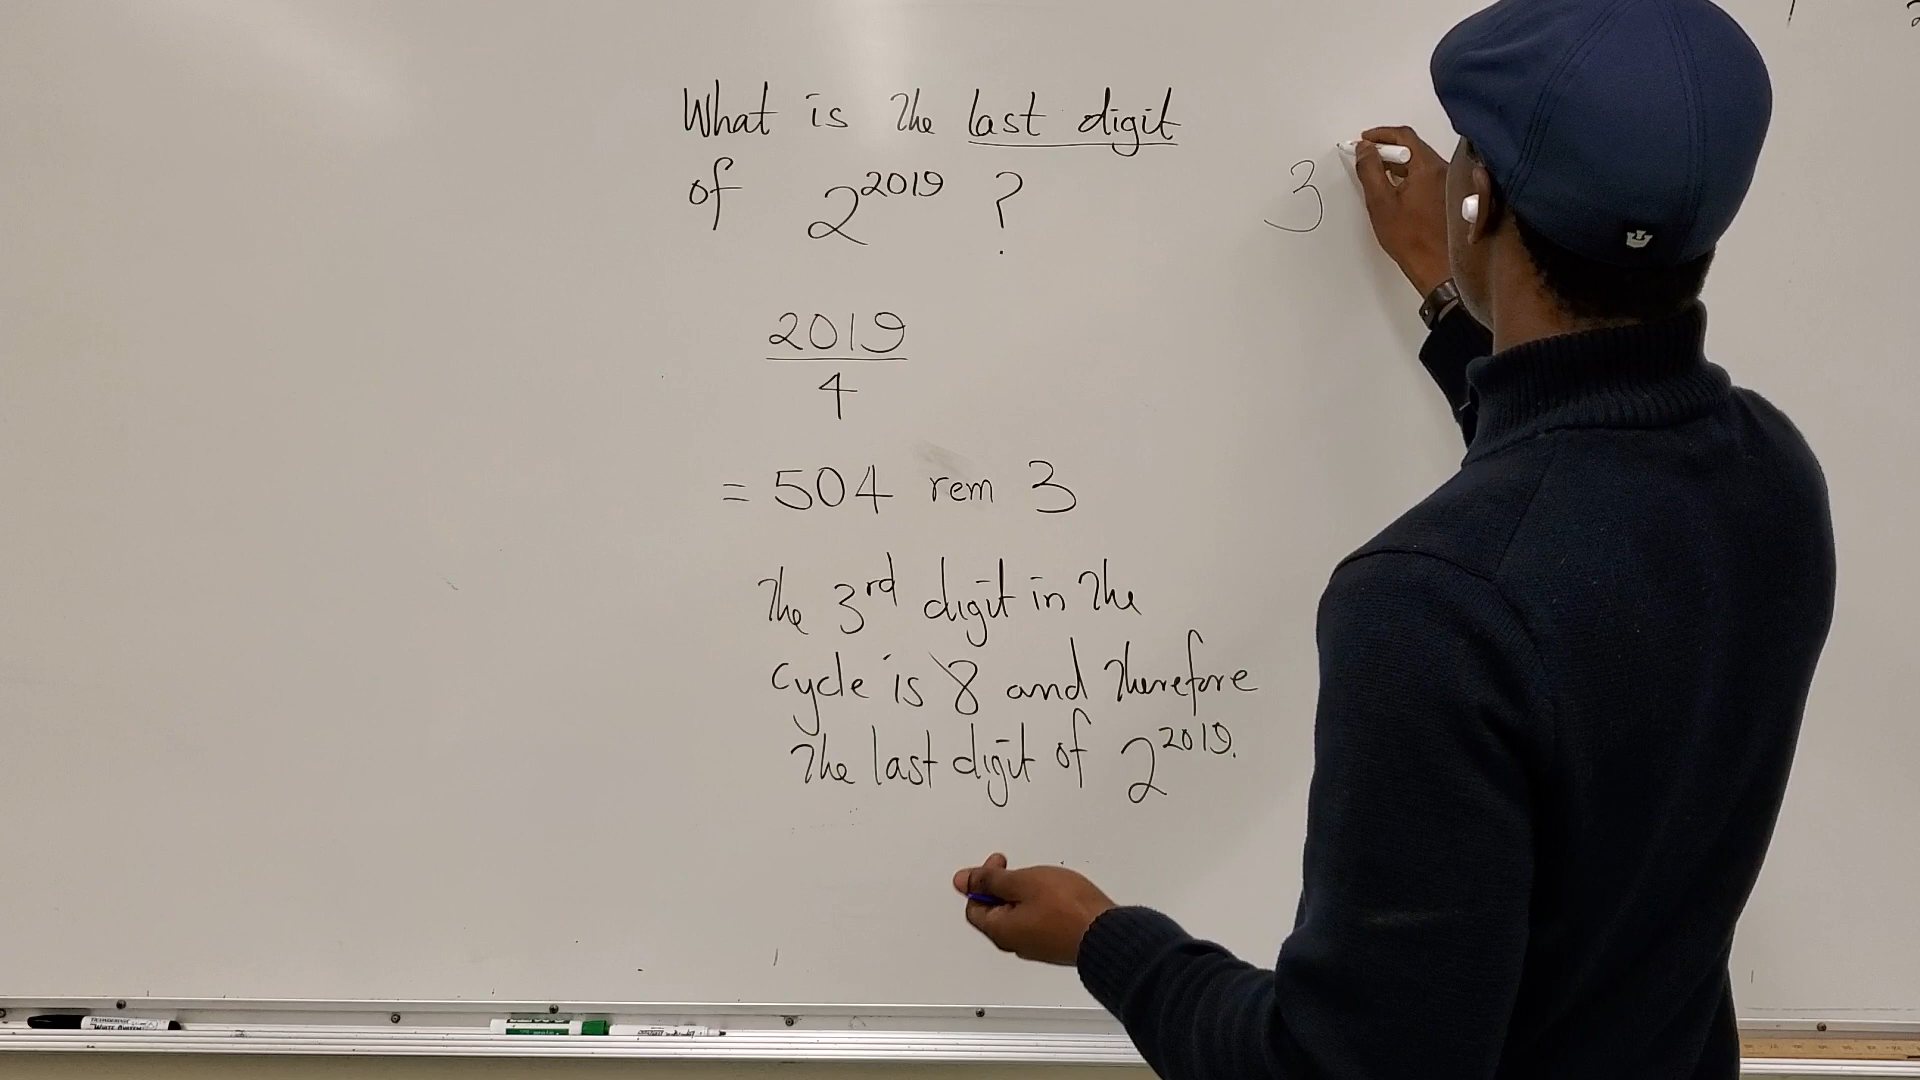 What is the last digit
of 2^2019 ?
2019
4
= 504 rem 3
The 3rd digit in the
cycle is 8 and therefore
the last digit of 2^2019.
3